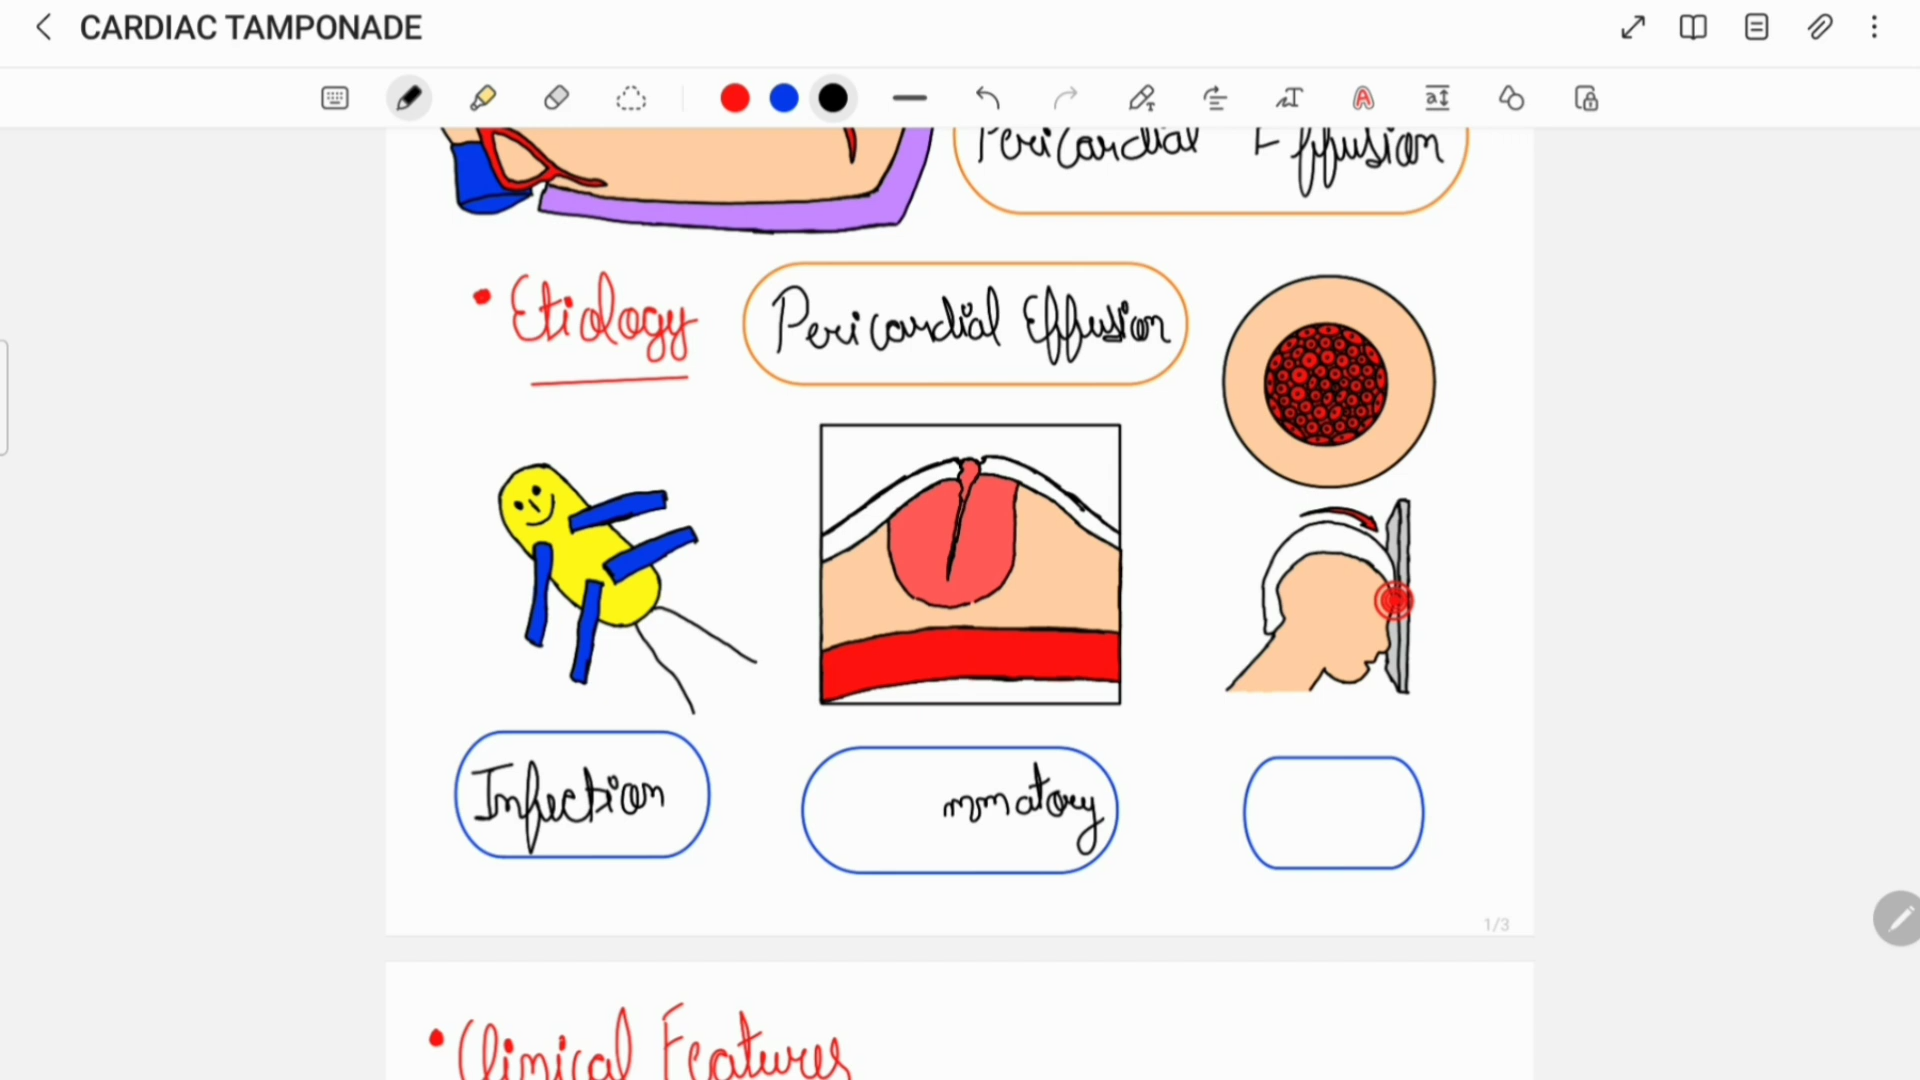 CARDIAC TAMPONADE
Pericardial Effusion
• Etiology
Pericardial Effusion
Infection
mmatory
1/3
• Clinical Features